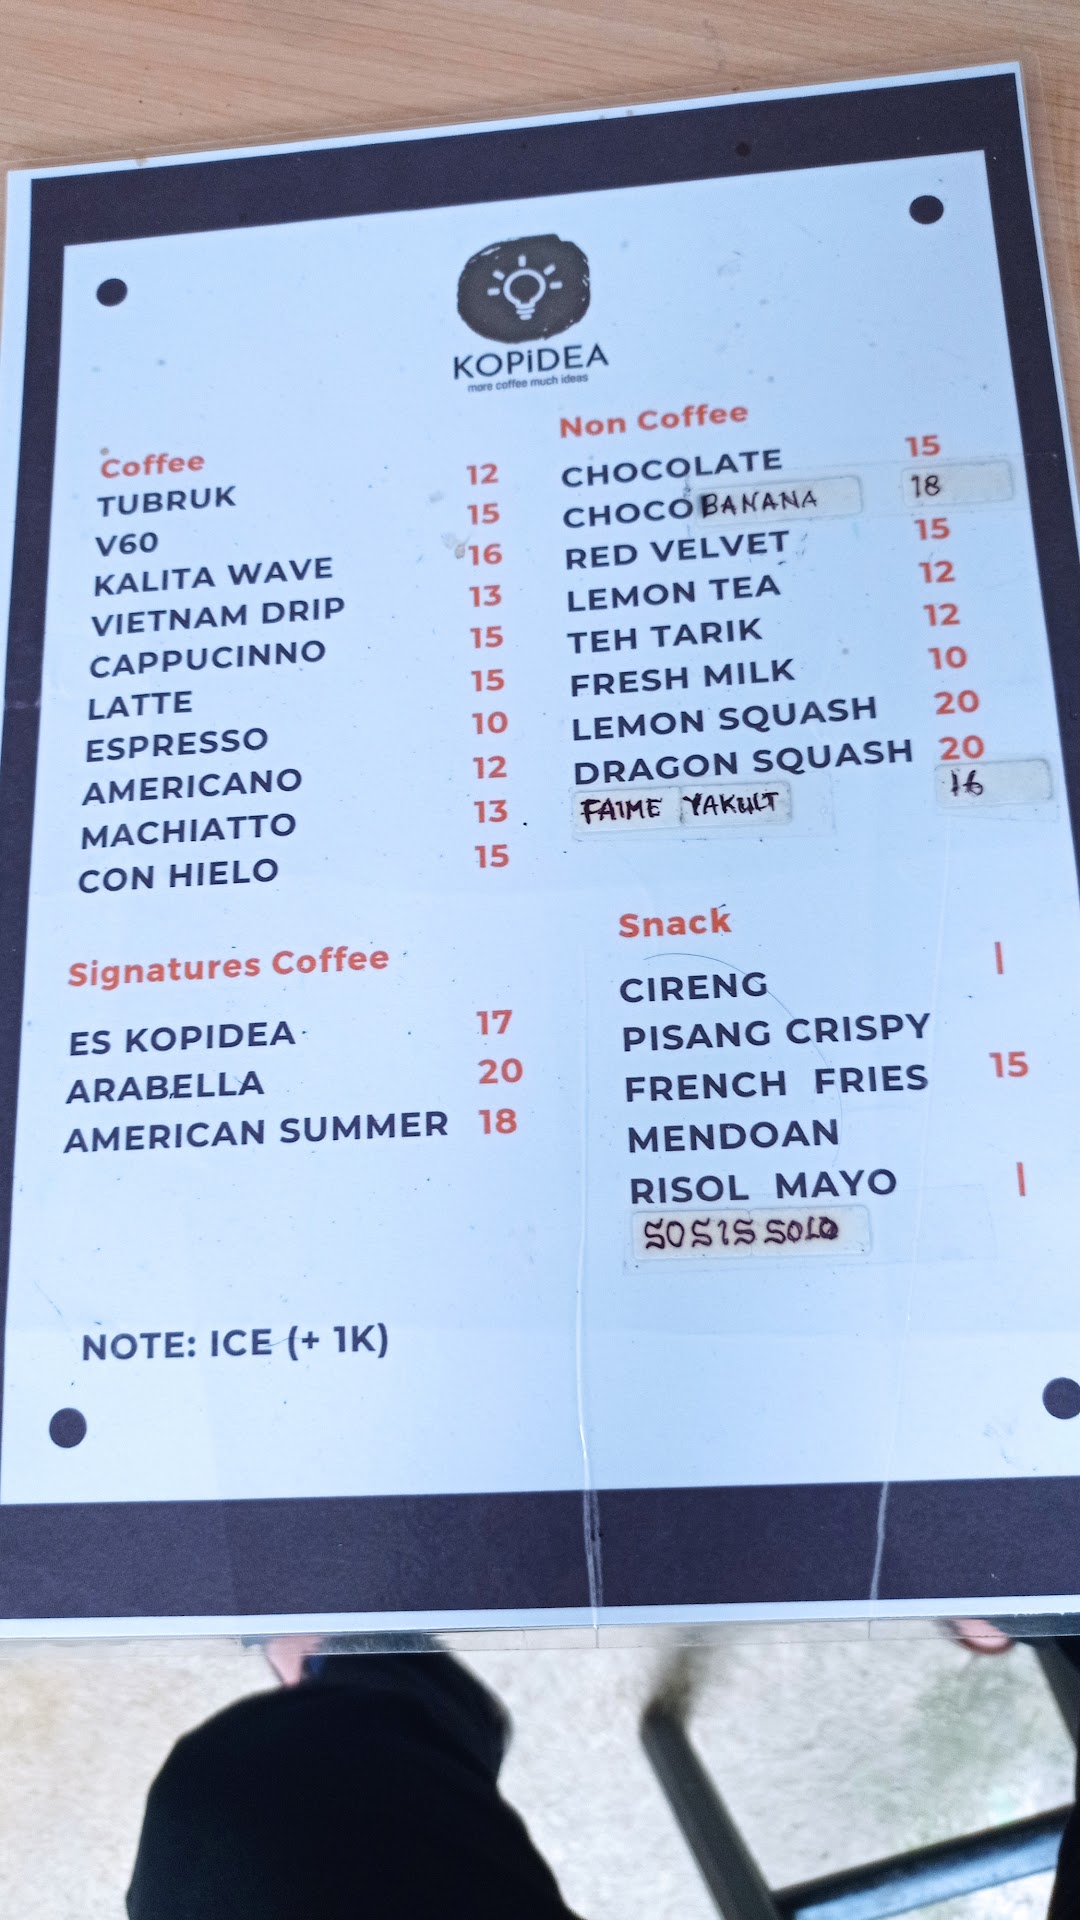 KOPiDEA
more coffee much ideas
Coffee
TUBRUK 12
V60 15
KALITA WAVE 16
VIETNAM DRIP 13
CAPPUCINNO 15
LATTE 15
ESPRESSO 10
AMERICANO 12
MACHIATTO 13
CON HIELO 15
Signatures Coffee
ES KOPIDEA 17
ARABELLA 20
AMERICAN SUMMER 18
NOTE: ICE (+ 1K)
Non Coffee
CHOCOLATE 15
CHOCO BANANA 18
RED VELVET 15
LEMON TEA 12
TEH TARIK 12
FRESH MILK 10
LEMON SQUASH 20
DRAGON SQUASH 20
FAIME YAKULT 16
Snack
CIRENG
PISANG CRISPY
FRENCH FRIES 15
MENDOAN
RISOL MAYO
SOSIS SOLO